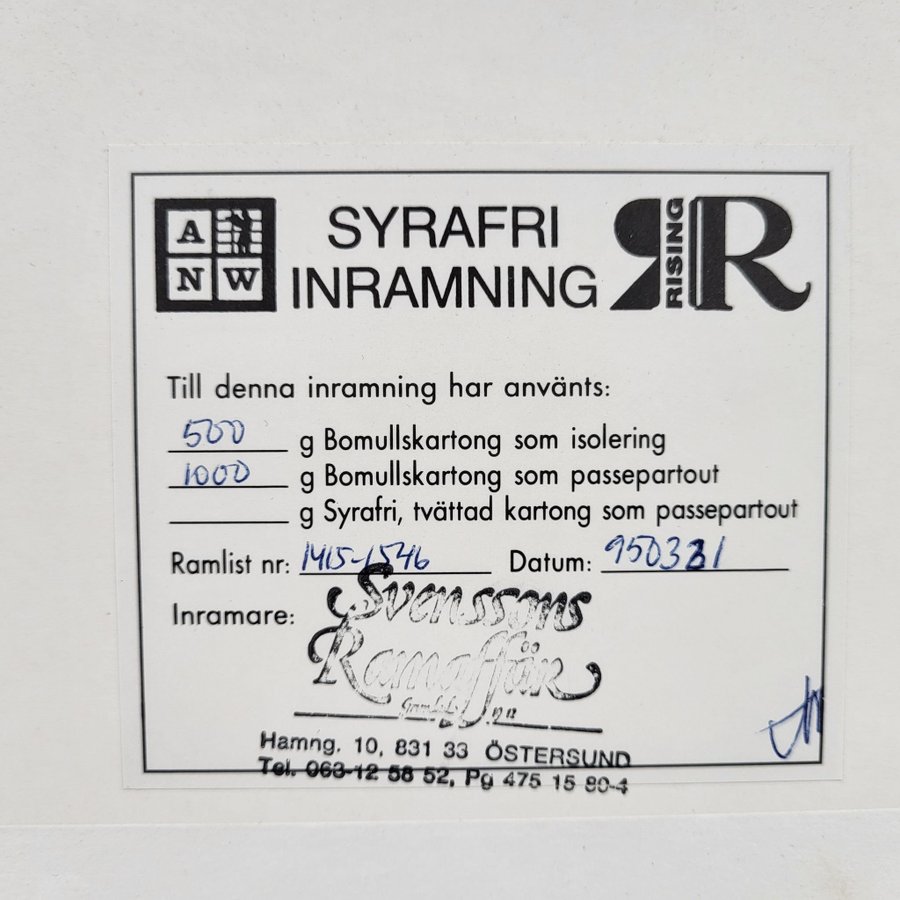 A
N W
SYRAFRI
INRAMNING
RISING R
Till denna inramning har använts:
500 g Bomullskartong som isolering
1000 g Bomullskartong som passepartout
g Syrafri, tvättad kartong som passepartout
Ramlist nr: 1415-1546 Datum: 950331
Inramare: Svenssons
Ramaffär
Hamng. 10, 831 33 ÖSTERSUND
Tel. 063-12 58 52, Pg 475 15 80-4